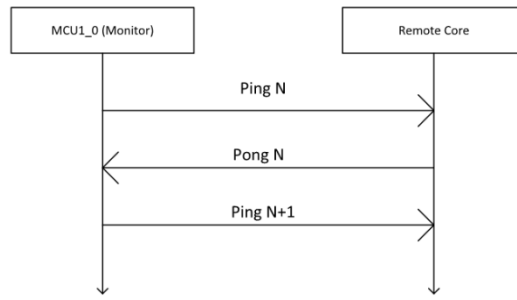 MCU1_0 (Monitor)
Remote Core
Ping N
Pong N
Ping N+1